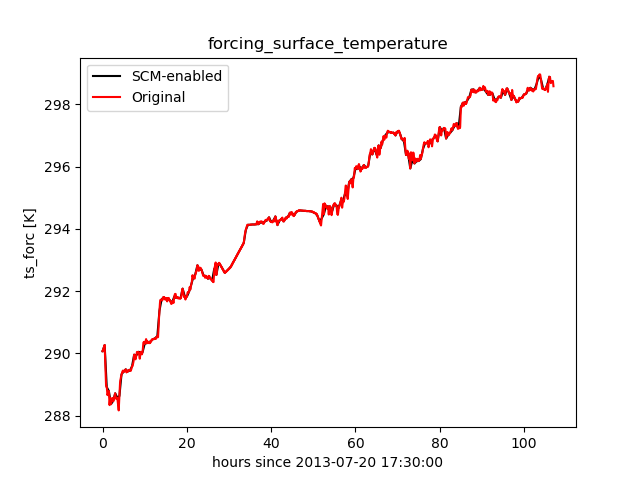 forcing_surface_temperature
SCM-enabled
Original
ts_forc [K]
298
296
294
292
290
288
0 20 40 60 80 100
hours since 2013-07-20 17:30:00